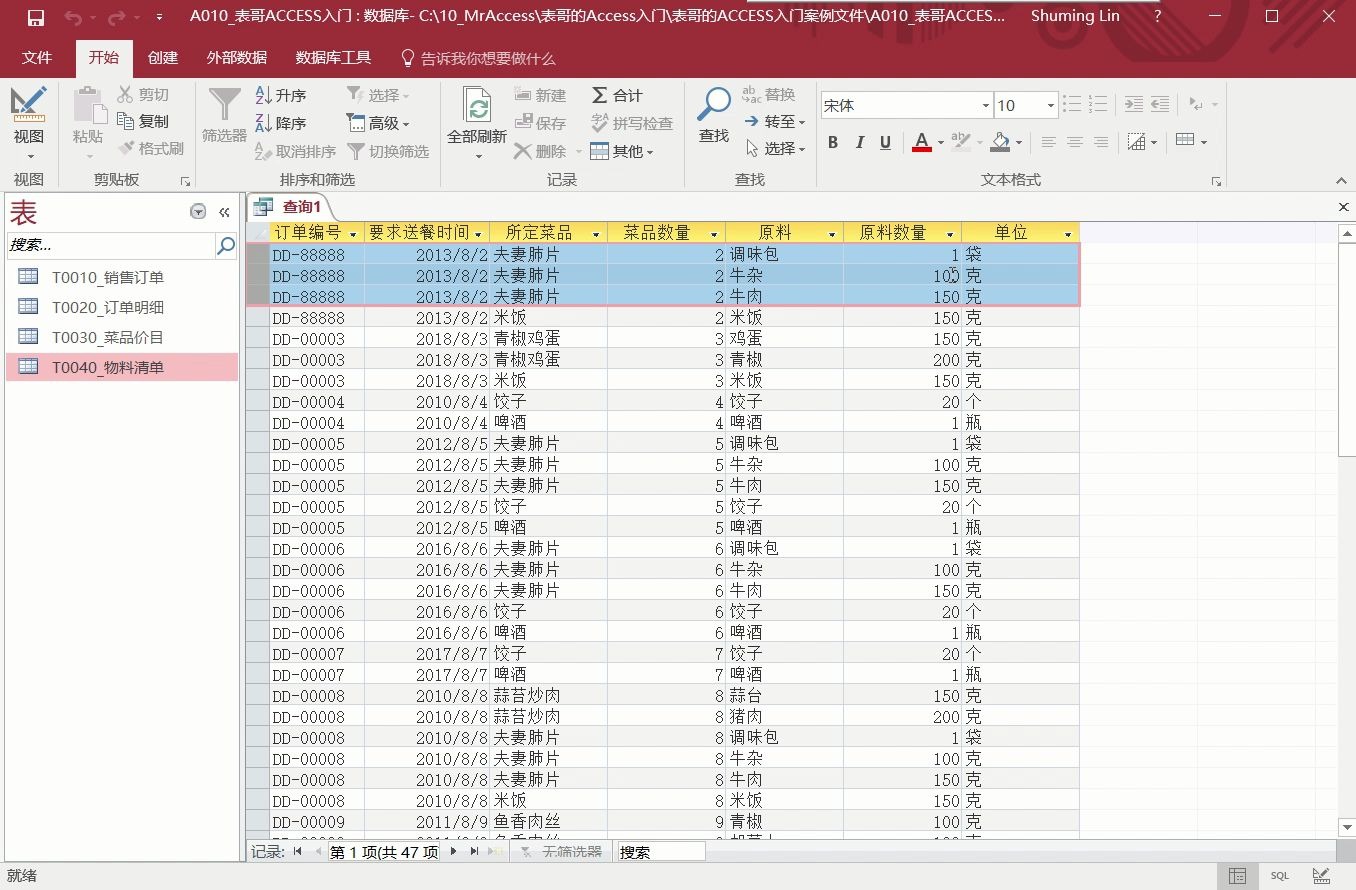 A010_表哥ACCESS入门 : 数据库- C:\10_MrAccess\表哥的Access入门\表哥的ACCESS入门案例文件\A010_表哥ACCES... Shuming Lin ?
文件 开始 创建 外部数据 数据库工具 告诉我你想要做什么
视图 粘贴 剪切 复制 格式刷 筛选器 升序 降序 取消排序 选择 高级 切换筛选 全部刷新 新建 保存 删除 合计 拼写检查 其他 查找 替换 转至 选择 宋体 10 B I U A
视图 剪贴板 排序和筛选 记录 查找 文本格式
表 « 查询1
搜索...
T0010_销售订单
T0020_订单明细
T0030_菜品价目
T0040_物料清单
订单编号 要求送餐时间 所定菜品 菜品数量 原料 原料数量 单位
DD-88888 2013/8/2 夫妻肺片 2 调味包 1 袋
DD-88888 2013/8/2 夫妻肺片 2 牛杂 100 克
DD-88888 2013/8/2 夫妻肺片 2 牛肉 150 克
DD-88888 2013/8/2 米饭 2 米饭 150 克
DD-00003 2018/8/3 青椒鸡蛋 3 鸡蛋 150 克
DD-00003 2018/8/3 青椒鸡蛋 3 青椒 200 克
DD-00003 2018/8/3 米饭 3 米饭 150 克
DD-00004 2010/8/4 饺子 4 饺子 20 个
DD-00004 2010/8/4 啤酒 4 啤酒 1 瓶
DD-00005 2012/8/5 夫妻肺片 5 调味包 1 袋
DD-00005 2012/8/5 夫妻肺片 5 牛杂 100 克
DD-00005 2012/8/5 夫妻肺片 5 牛肉 150 克
DD-00005 2012/8/5 饺子 5 饺子 20 个
DD-00005 2012/8/5 啤酒 5 啤酒 1 瓶
DD-00006 2016/8/6 夫妻肺片 6 调味包 1 袋
DD-00006 2016/8/6 夫妻肺片 6 牛杂 100 克
DD-00006 2016/8/6 夫妻肺片 6 牛肉 150 克
DD-00006 2016/8/6 饺子 6 饺子 20 个
DD-00006 2016/8/6 啤酒 6 啤酒 1 瓶
DD-00007 2017/8/7 饺子 7 饺子 20 个
DD-00007 2017/8/7 啤酒 7 啤酒 1 瓶
DD-00008 2010/8/8 蒜苔炒肉 8 蒜台 150 克
DD-00008 2010/8/8 蒜苔炒肉 8 猪肉 200 克
DD-00008 2010/8/8 夫妻肺片 8 调味包 1 袋
DD-00008 2010/8/8 夫妻肺片 8 牛杂 100 克
DD-00008 2010/8/8 夫妻肺片 8 牛肉 150 克
DD-00008 2010/8/8 米饭 8 米饭 150 克
DD-00009 2011/8/9 鱼香肉丝 9 青椒 100 克
记录: 第 1 项(共 47 项 无筛选器 搜索
就绪 SQL